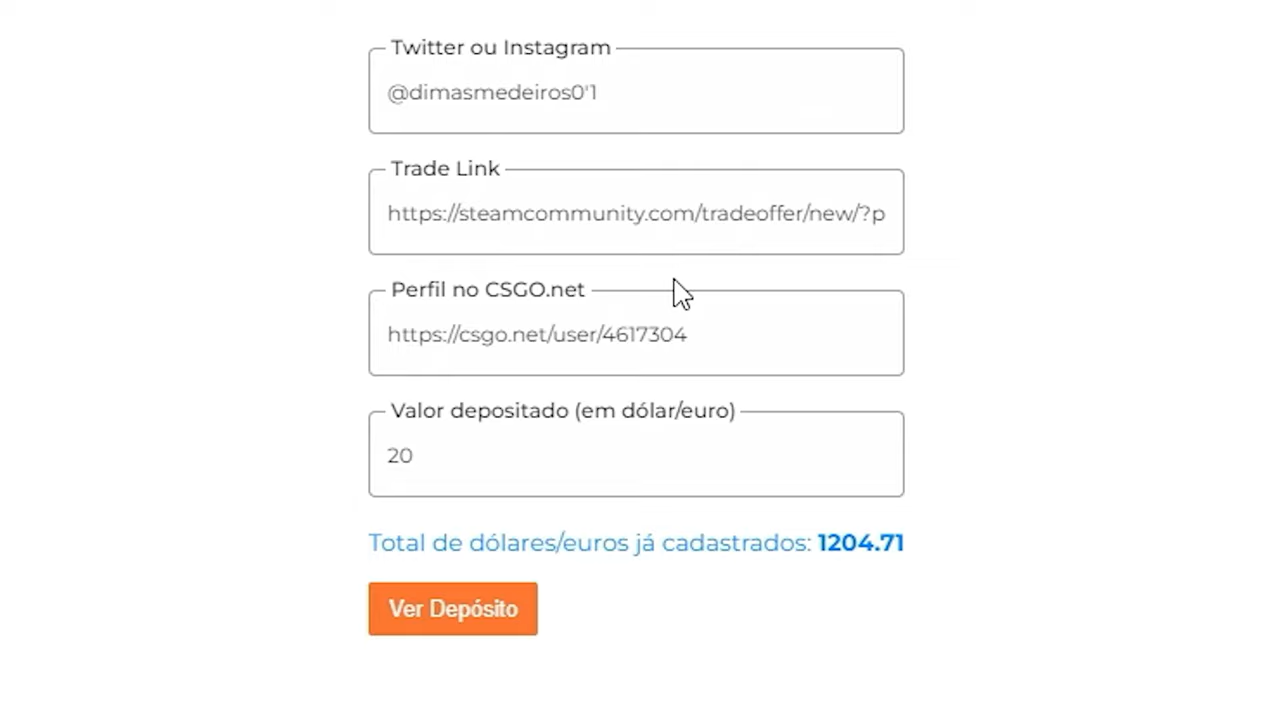 Twitter ou Instagram
@dimasmedeiros0'1
Trade Link
https://steamcommunity.com/tradeoffer/new/?p
Perfil no CSGO.net
https://csgo.net/user/4617304
Valor depositado (em dólar/euro)
20
Total de dólares/euros já cadastrados: 1204.71
Ver Depósito